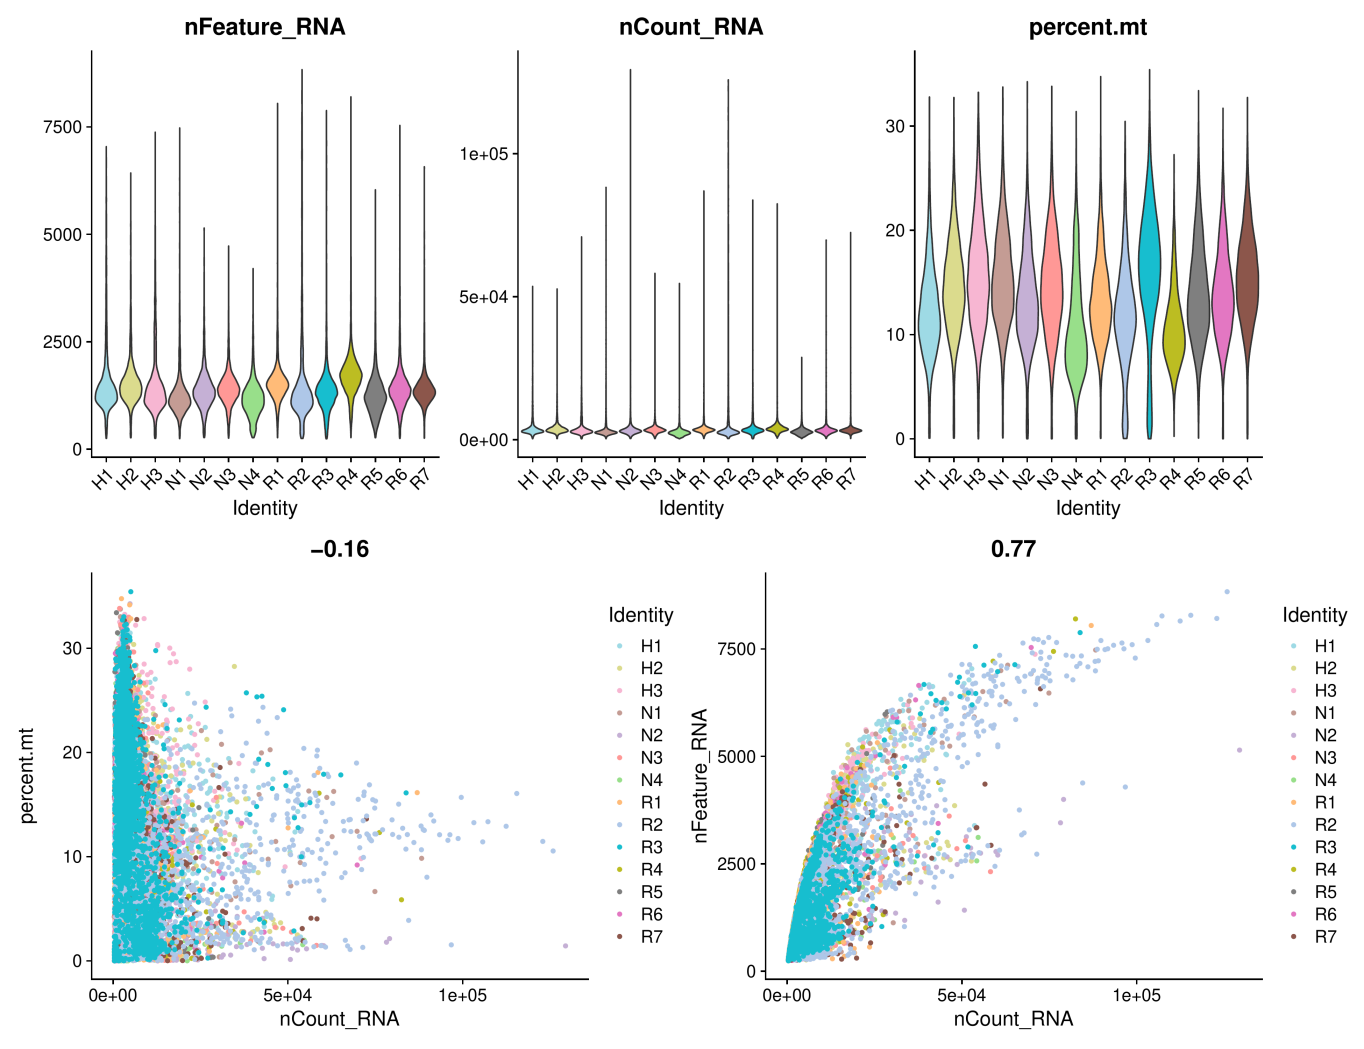 nFeature_RNA
7500
5000
2500
0
H1 H2 H3 N1 N2 N3 N4 R1 R2 R3 R4 R5 R6 R7
Identity
nCount_RNA
1e+05
5e+04
0e+00
H1 H2 H3 N1 N2 N3 N4 R1 R2 R3 R4 R5 R6 R7
Identity
percent.mt
30
20
10
0
H1 H2 H3 N1 N2 N3 N4 R1 R2 R3 R4 R5 R6 R7
Identity
−0.16
percent.mt
30
20
10
0
0e+00 5e+04 1e+05
nCount_RNA
Identity
H1
H2
H3
N1
N2
N3
N4
R1
R2
R3
R4
R5
R6
R7
0.77
nFeature_RNA
7500
5000
2500
0
0e+00 5e+04 1e+05
nCount_RNA
Identity
H1
H2
H3
N1
N2
N3
N4
R1
R2
R3
R4
R5
R6
R7